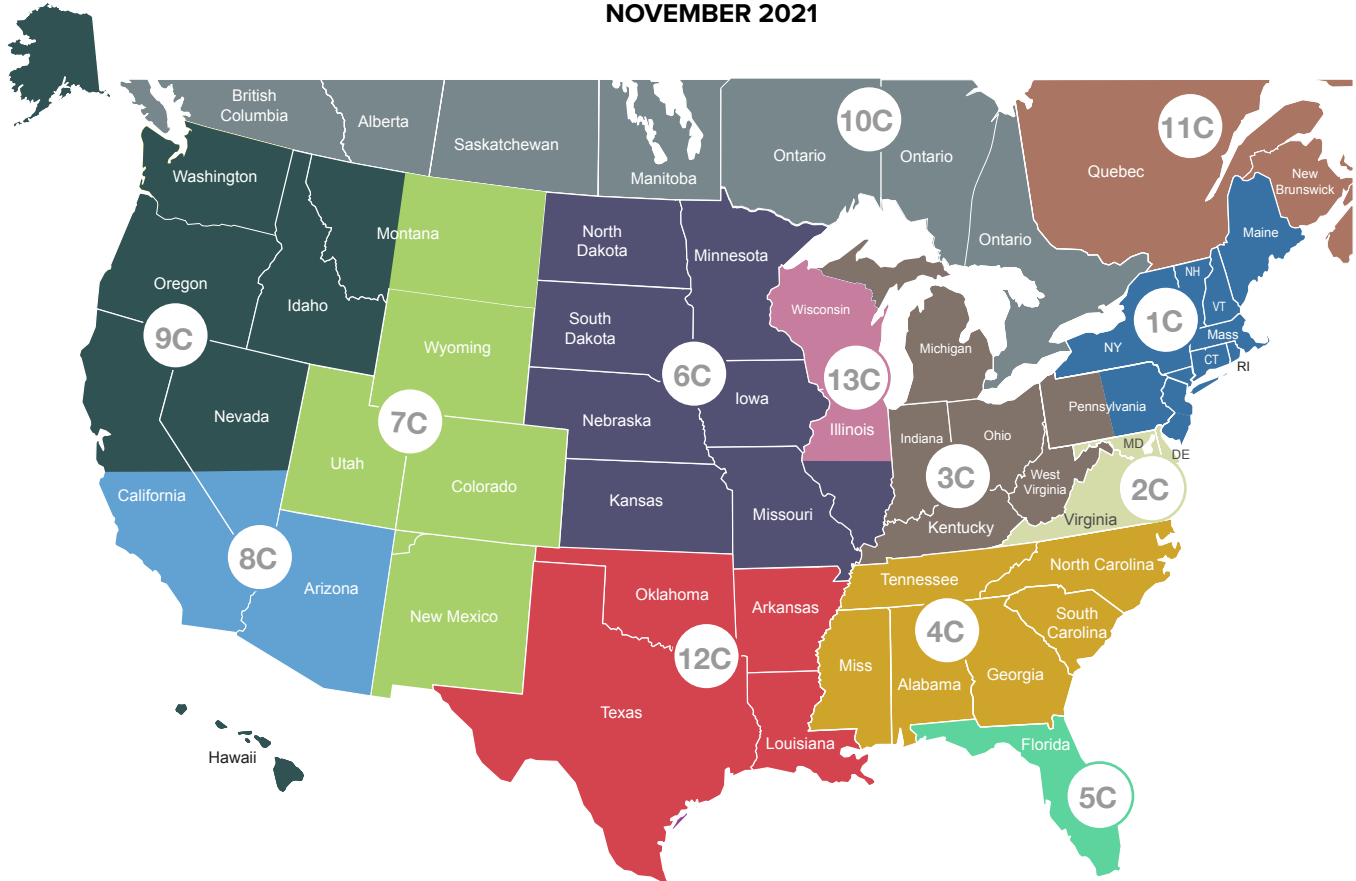 NOVEMBER 2021
British
Columbia
Alberta
Saskatchewan
Manitoba
Ontario
10C
Ontario
Ontario
Quebec
11C
New
Brunswick
Washington
Montana
North
Dakota
Minnesota
Maine
Oregon
Idaho
9C
Wyoming
South
Dakota
Wisconsin
Michigan
NH
VT
1C
NY
Mass
CT
RI
Nevada
7C
Utah
Colorado
6C
Nebraska
Iowa
13C
Illinois
Indiana
Ohio
Pennsylvania
MD
DE
California
Kansas
Missouri
3C
West
Virginia
Kentucky
2C
Virginia
8C
Arizona
New Mexico
Oklahoma
Arkansas
Tennessee
North Carolina
South
Carolina
12C
4C
Miss
Alabama
Georgia
Texas
Louisiana
Florida
Hawaii
5C